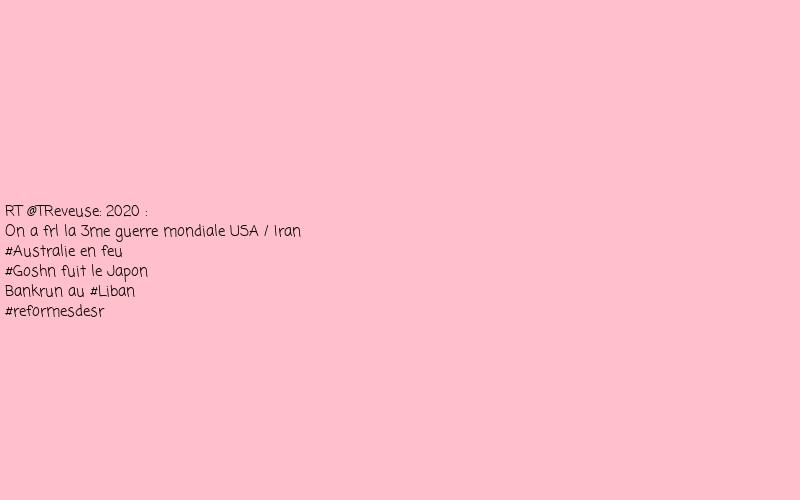 RT @TReveuse: 2020 :
On a frl la 3me guerre mondiale USA / Iran
#Australie en feu
#Goshn fuit le Japon
Bankrun au #Liban
#reformesdesr